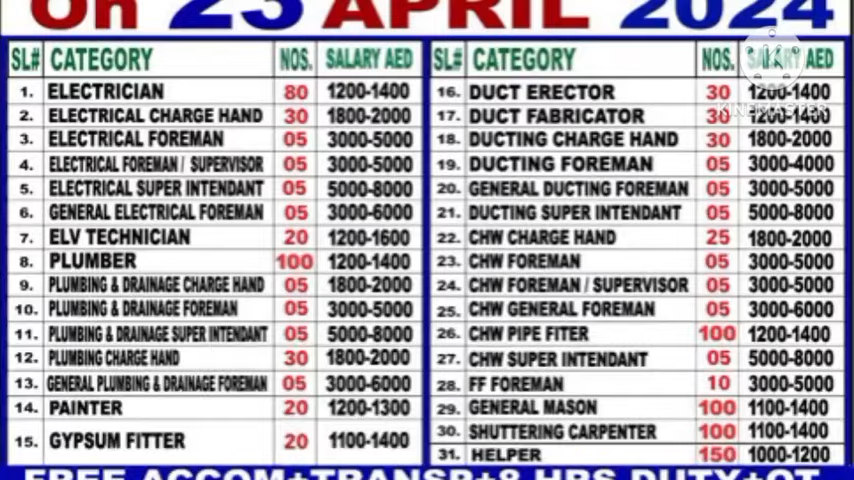 On 23 APRIL 2024
SL# CATEGORY NOS. SALARY AED
1. ELECTRICIAN 80 1200-1400
2. ELECTRICAL CHARGE HAND 30 1800-2000
3. ELECTRICAL FOREMAN 05 3000-5000
4. ELECTRICAL FOREMAN / SUPERVISOR 05 3000-5000
5. ELECTRICAL SUPER INTENDANT 05 5000-8000
6. GENERAL ELECTRICAL FOREMAN 05 3000-6000
7. ELV TECHNICIAN 20 1200-1600
8. PLUMBER 100 1200-1400
9. PLUMBING & DRAINAGE CHARGE HAND 05 1800-2000
10. PLUMBING & DRAINAGE FOREMAN 05 3000-5000
11. PLUMBING & DRAINAGE SUPER INTENDANT 05 5000-8000
12. PLUMBING CHARGE HAND 30 1800-2000
13. GENERAL PLUMBING & DRAINAGE FOREMAN 05 3000-6000
14. PAINTER 20 1200-1300
15. GYPSUM FITTER 20 1100-1400
SL# CATEGORY NOS. SALARY AED
16. DUCT ERECTOR 30 1200-1400
17. DUCT FABRICATOR 30 1200-1400
18. DUCTING CHARGE HAND 30 1800-2000
19. DUCTING FOREMAN 05 3000-4000
20. GENERAL DUCTING FOREMAN 05 3000-5000
21. DUCTING SUPER INTENDANT 05 5000-8000
22. CHW CHARGE HAND 25 1800-2000
23. CHW FOREMAN 05 3000-5000
24. CHW FOREMAN / SUPERVISOR 05 3000-5000
25. CHW GENERAL FOREMAN 05 3000-6000
26. CHW PIPE FITER 100 1200-1400
27. CHW SUPER INTENDANT 05 5000-8000
28. FF FOREMAN 10 3000-5000
29. GENERAL MASON 100 1100-1400
30. SHUTTERING CARPENTER 100 1100-1400
31. HELPER 150 1000-1200
FREE ACCOM+TRANSP+8 HRS DUTY+OT
K
KINEMASTER